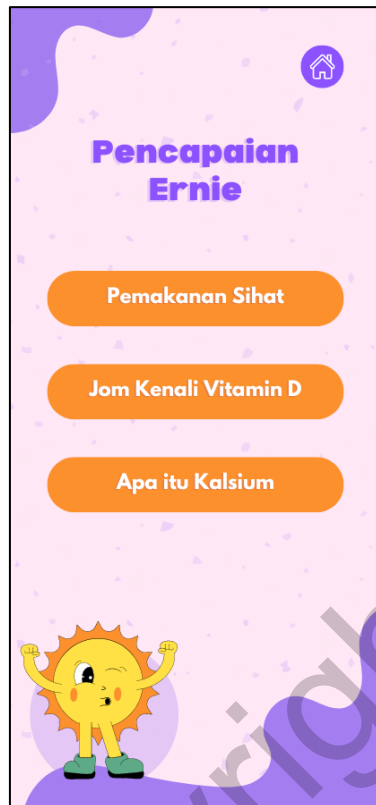 Pencapaian
Ernie
Pemakanan Sihat
Jom Kenali Vitamin D
Apa itu Kalsium